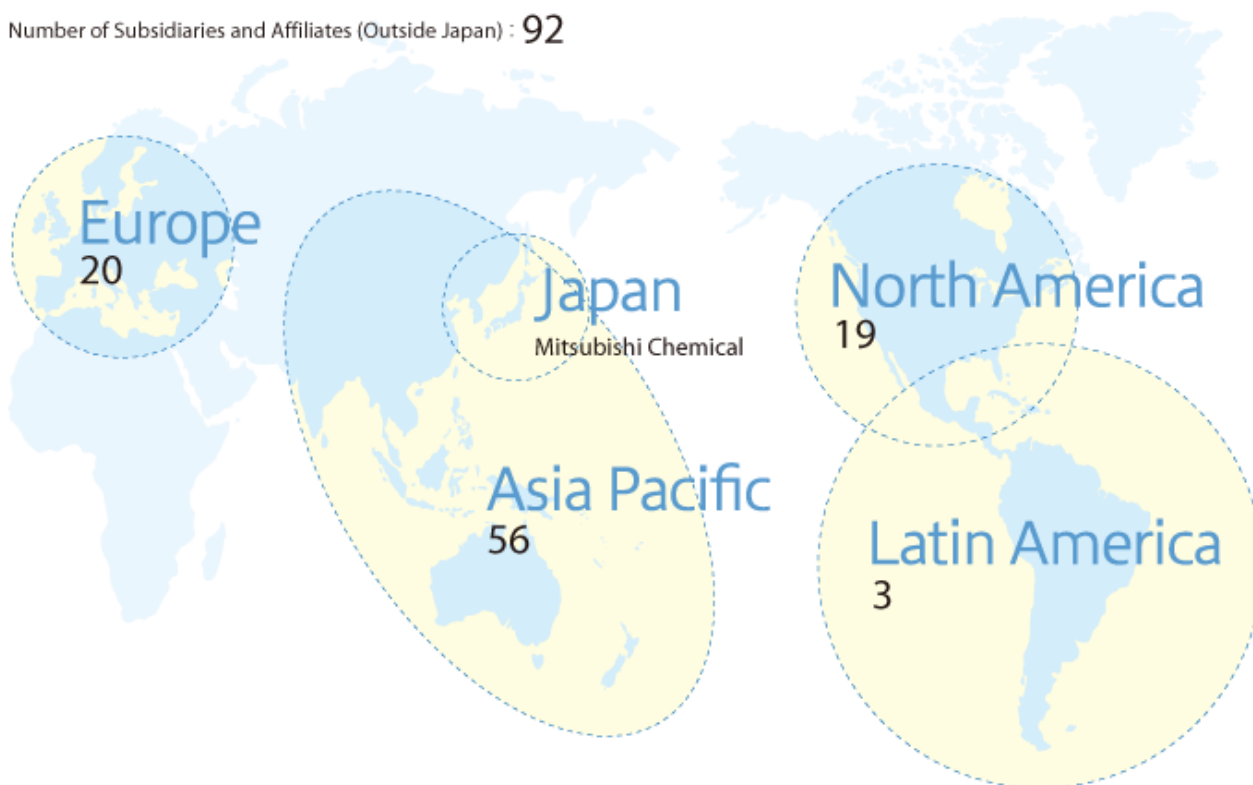 Number of Subsidiaries and Affiliates (Outside Japan) : 92
Europe
20
Japan
Mitsubishi Chemical
North America
19
Asia Pacific
56
Latin America
3